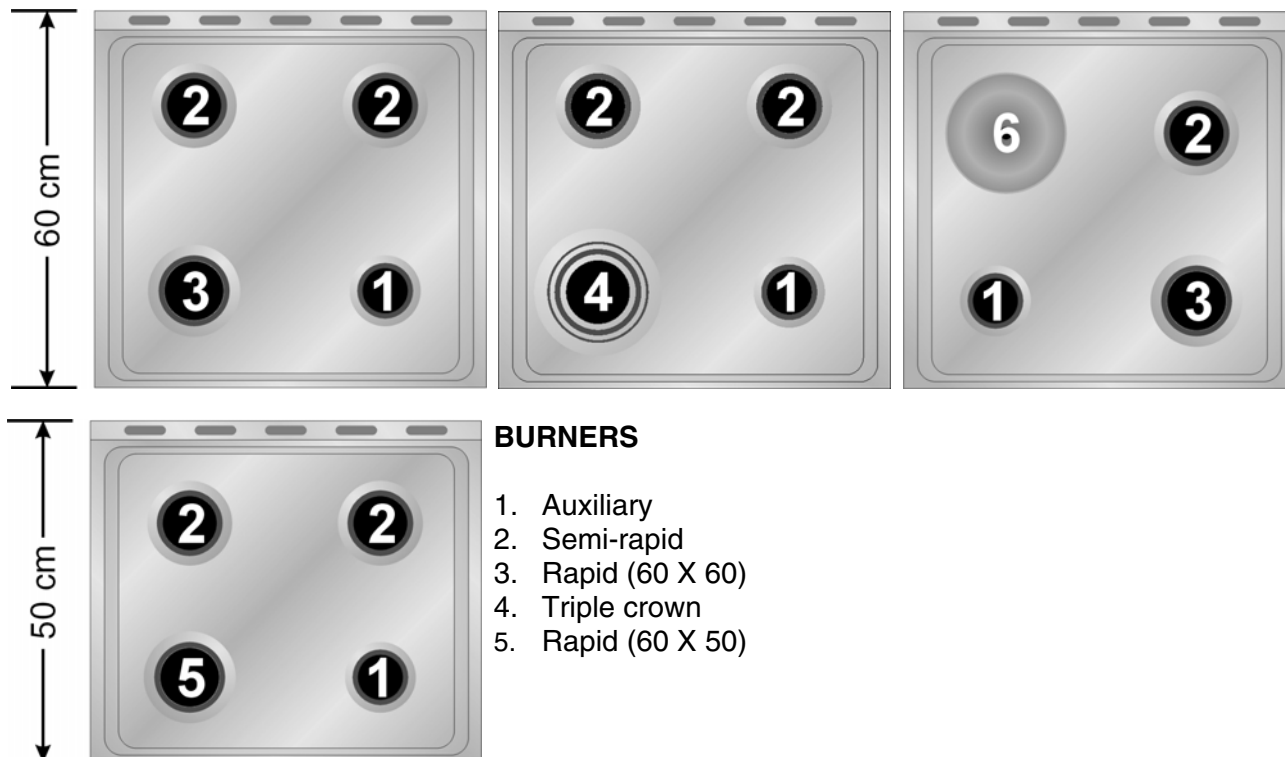 60 cm
2 2
3 1
2 2
4 1
6 2
1 3
50 cm
2 2
5 1
BURNERS
1. Auxiliary
2. Semi-rapid
3. Rapid (60 X 60)
4. Triple crown
5. Rapid (60 X 50)